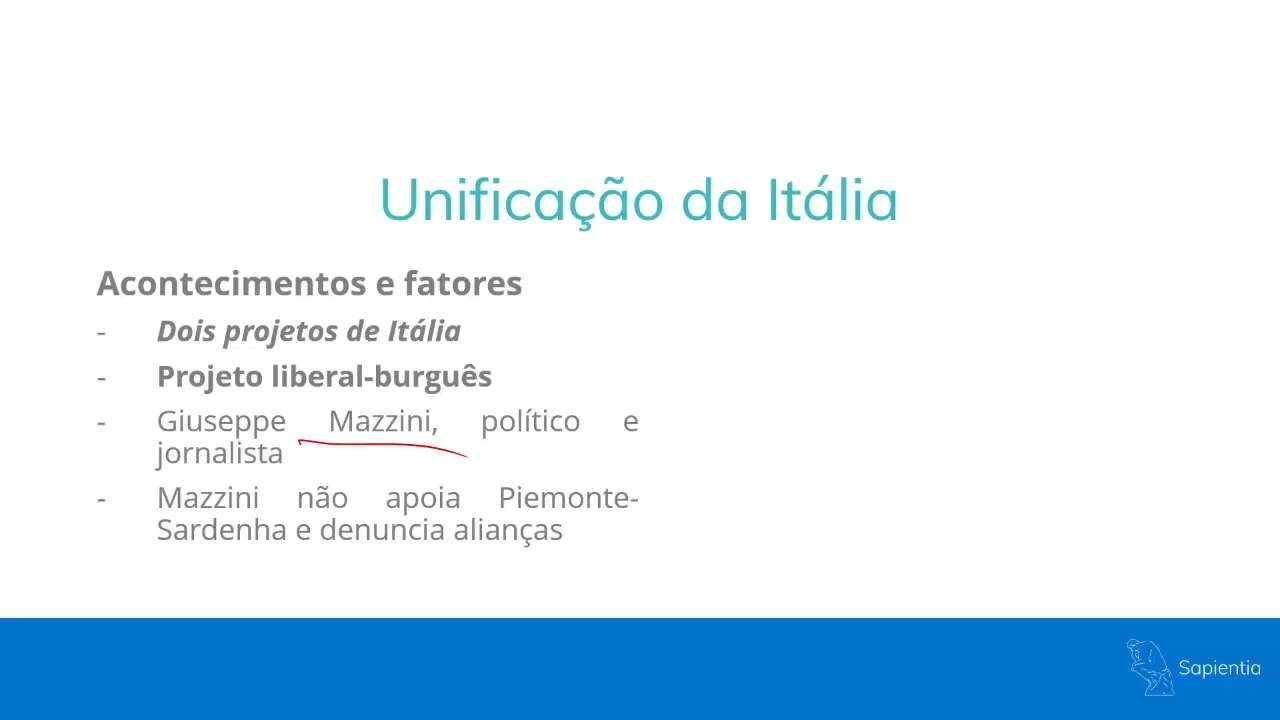 Unificação da Itália
Acontecimentos e fatores
- Dois projetos de Itália
- Projeto liberal-burguês
- Giuseppe Mazzini, político e
jornalista
- Mazzini não apoia Piemonte-
Sardenha e denuncia alianças
Sapientia